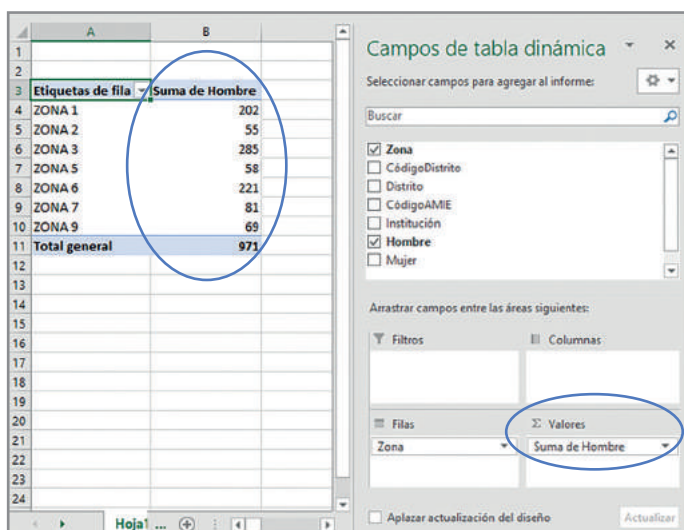 A B
1
2
3 Etiquetas de fila Suma de Hombre
4 ZONA 1 202
5 ZONA 2 55
6 ZONA 3 285
7 ZONA 5 58
8 ZONA 6 221
9 ZONA 7 81
10 ZONA 9 69
11 Total general 971
12
13
14
15
16
17
18
19
20
21
22
23
24
Hoja1 ...
Campos de tabla dinámica
Seleccionar campos para agregar al informe:
Buscar
Zona
CódigoDistrito
Distrito
CódigoAMIE
Institución
Hombre
Mujer
Arrastrar campos entre las áreas siguientes:
Filtros Columnas
Filas Σ Valores
Zona Suma de Hombre
Aplazar actualización del diseño Actualizar